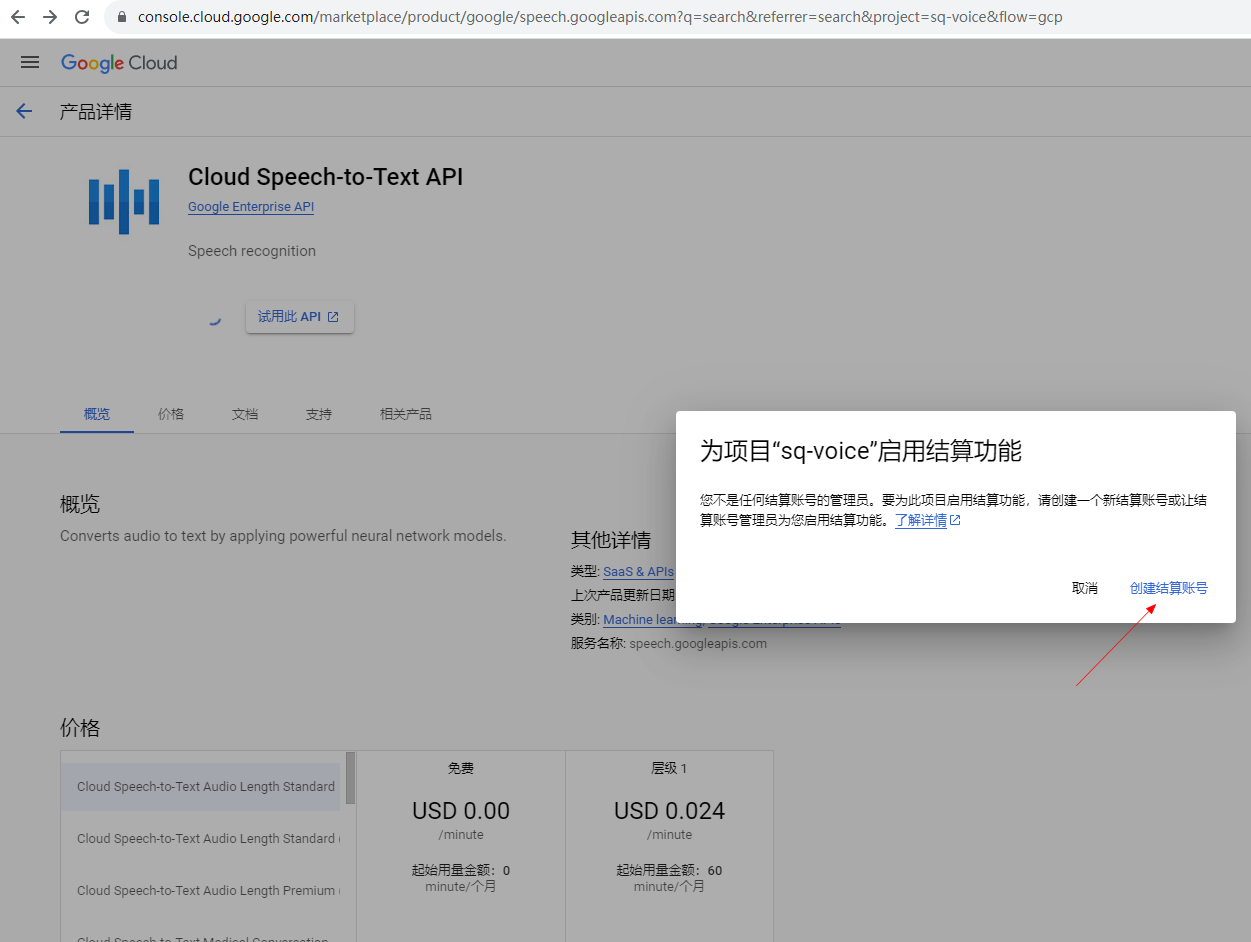 console.cloud.google.com/marketplace/product/google/speech.googleapis.com?q=search&referrer=search&project=sq-voice&flow=gcp
Google Cloud
产品详情
Cloud Speech-to-Text API
Google Enterprise API
Speech recognition
试用此 API
概览 价格 文档 支持 相关产品
为项目“sq-voice”启用结算功能
您不是任何结算账号的管理员。要为此项目启用结算功能，请创建一个新结算账号或让结
算账号管理员为您启用结算功能。了解详情
取消 创建结算账号
概览
Converts audio to text by applying powerful neural network models.
其他详情
类型: SaaS & APIs
上次产品更新日期
类别: Machine learning,
服务名称: speech.googleapis.com
价格
Cloud Speech-to-Text Audio Length Standard
Cloud Speech-to-Text Audio Length Standard (
Cloud Speech-to-Text Audio Length Premium (
Cloud Speech-to-Text Medical Conversation
免费
USD 0.00
/minute
起始用量金额：0
minute/个月
层级 1
USD 0.024
/minute
起始用量金额：60
minute/个月